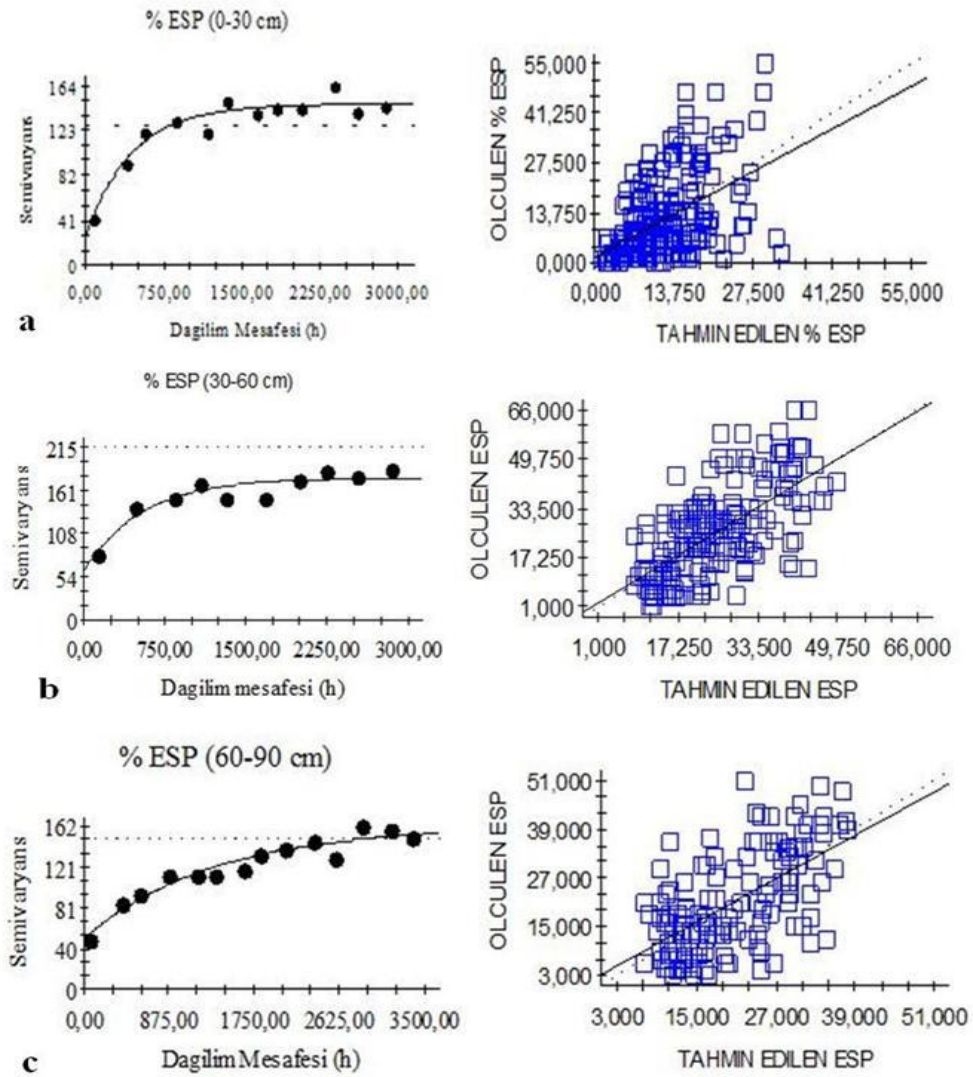 % ESP (0-30 cm)
Semivaryans
164
123
82
41
0
0,00 750,00 1500,00 2250,00 3000,00
Dagilim Mesafesi (h)
a
OLCULEN % ESP
55,000
41,250
27,500
13,750
0,000
0,000 13,750 27,500 41,250 55,000
TAHMIN EDILEN % ESP
% ESP (30-60 cm)
Semivaryans
215
161
108
54
0
0,00 750,00 1500,00 2250,00 3000,00
Dagilim mesafesi (h)
b
OLCULEN ESP
66,000
49,750
33,500
17,250
1,000
1,000 17,250 33,500 49,750 66,000
TAHMIN EDILEN ESP
% ESP (60-90 cm)
Semivaryans
162
121
81
40
0
0,00 875,00 1750,00 2625,00 3500,00
Dagilim Mesafesi (h)
c
OLCULEN ESP
51,000
39,000
27,000
15,000
3,000
3,000 15,000 27,000 39,000 51,000
TAHMIN EDILEN ESP